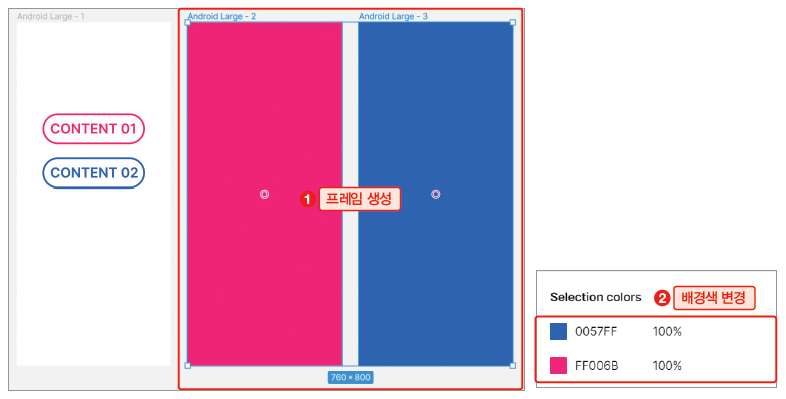 Android Large - 1
Android Large - 2
Android Large - 3
CONTENT 01
CONTENT 02
1 프레임 생성
760 × 800
Selection colors
2 배경색 변경
0057FF 100%
FF006B 100%